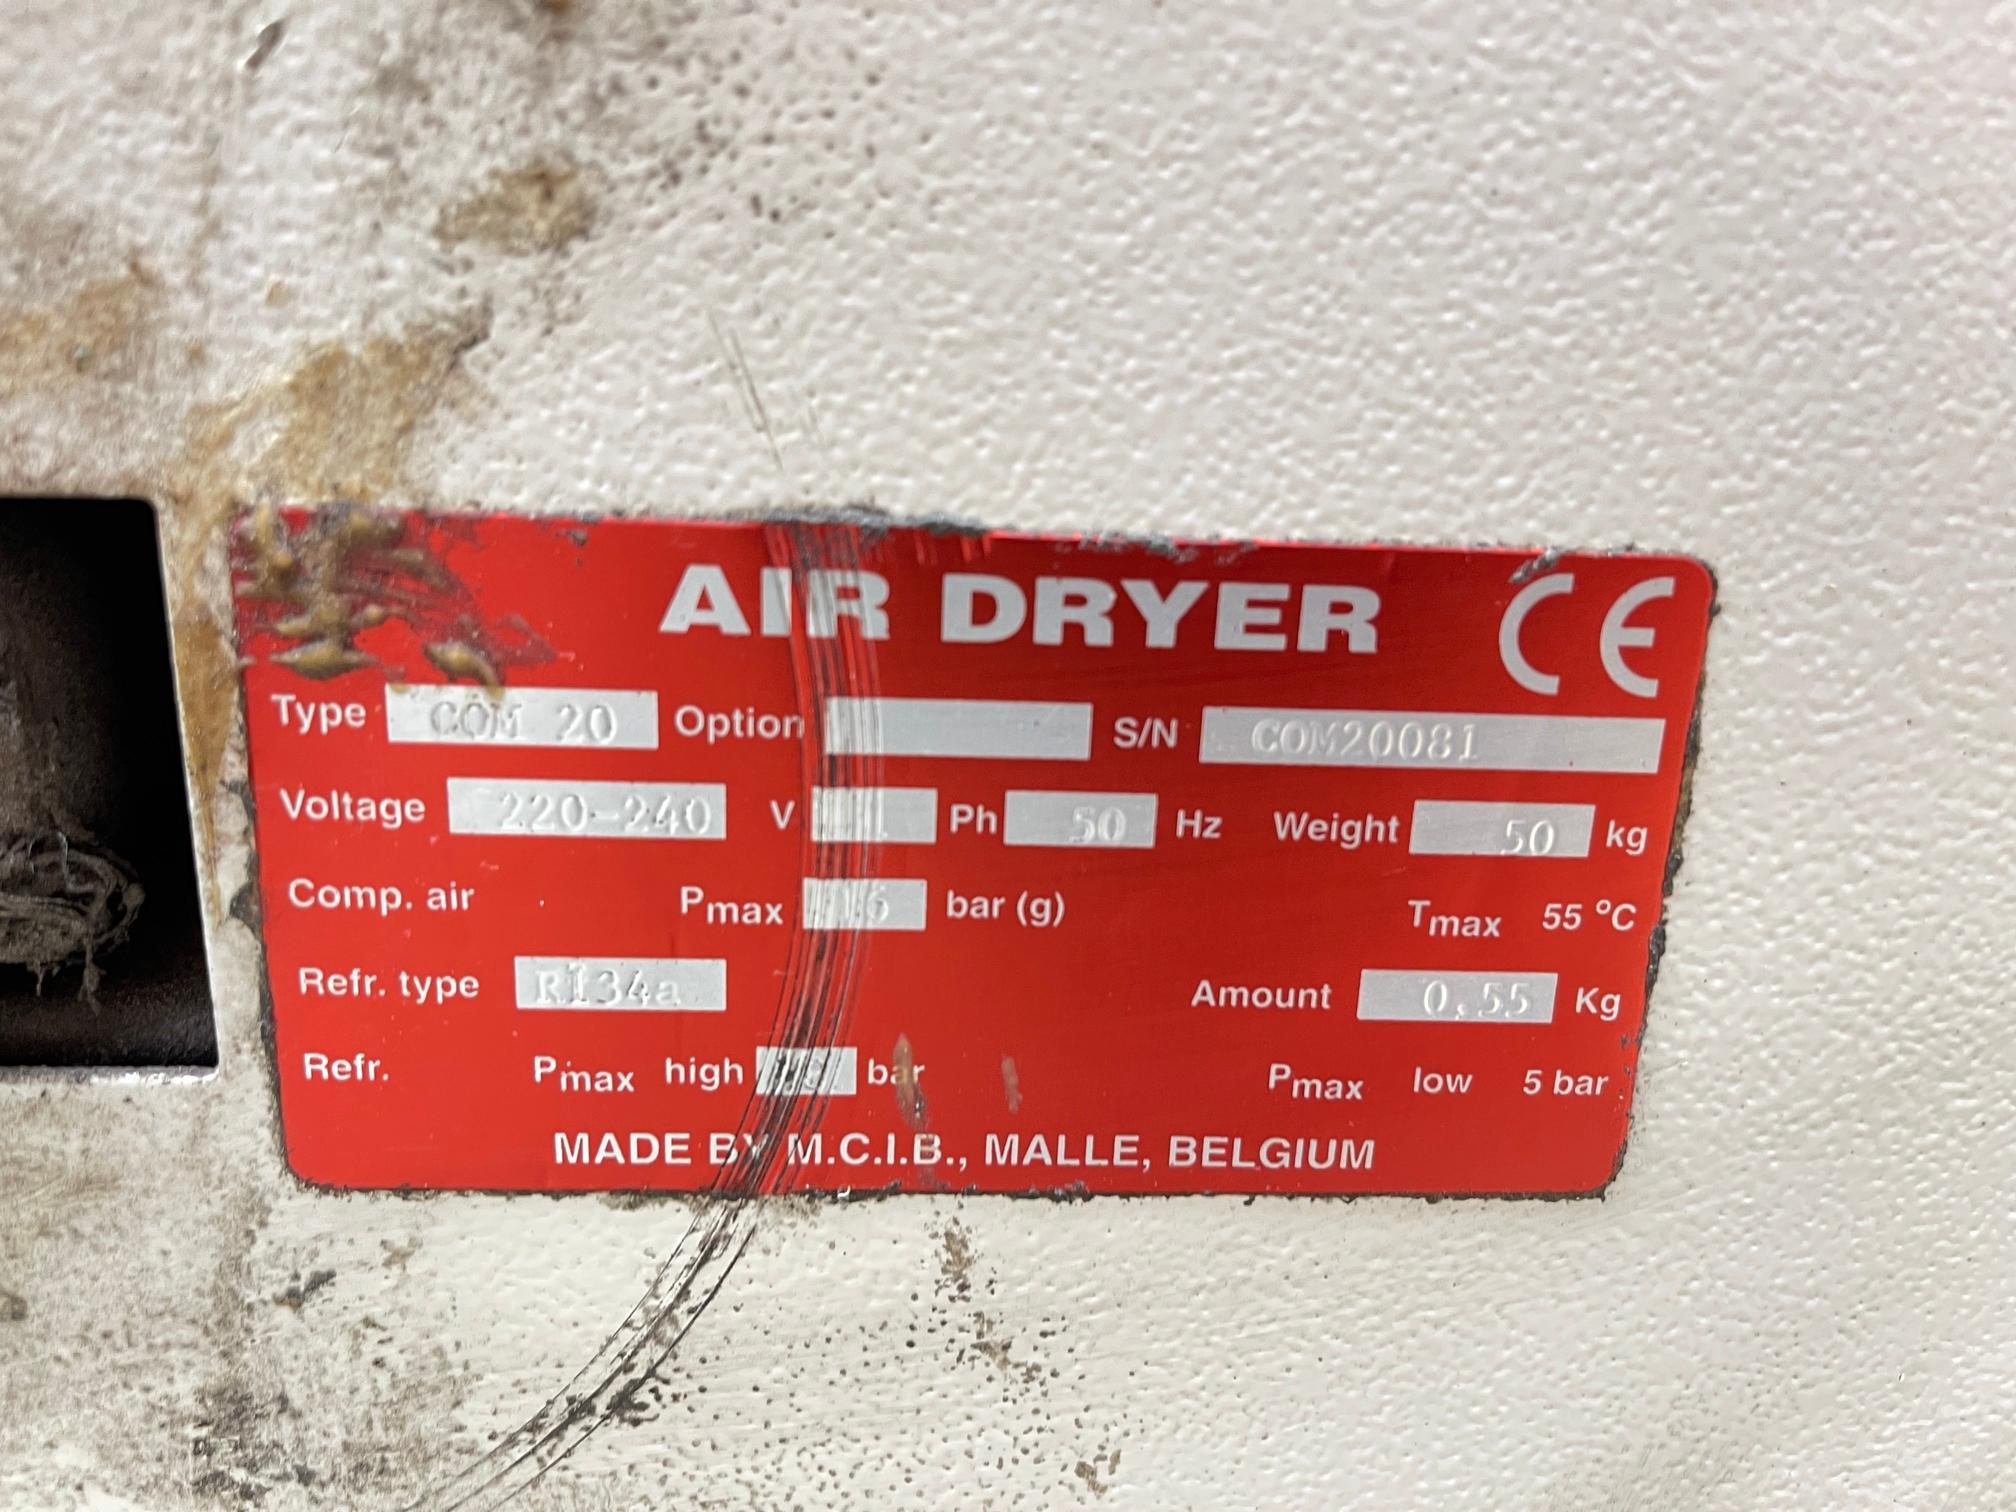 AIR DRYER CE
Type COM 20 Option S/N COM20081
Voltage 220-240 V 1 Ph 50 Hz Weight 50 kg
Comp. air Pmax 16 bar (g) Tmax 55 °C
Refr. type R134a Amount 0,55 Kg
Refr. Pmax high bar Pmax low 5 bar
MADE BY M.C.I.B., MALLE, BELGIUM